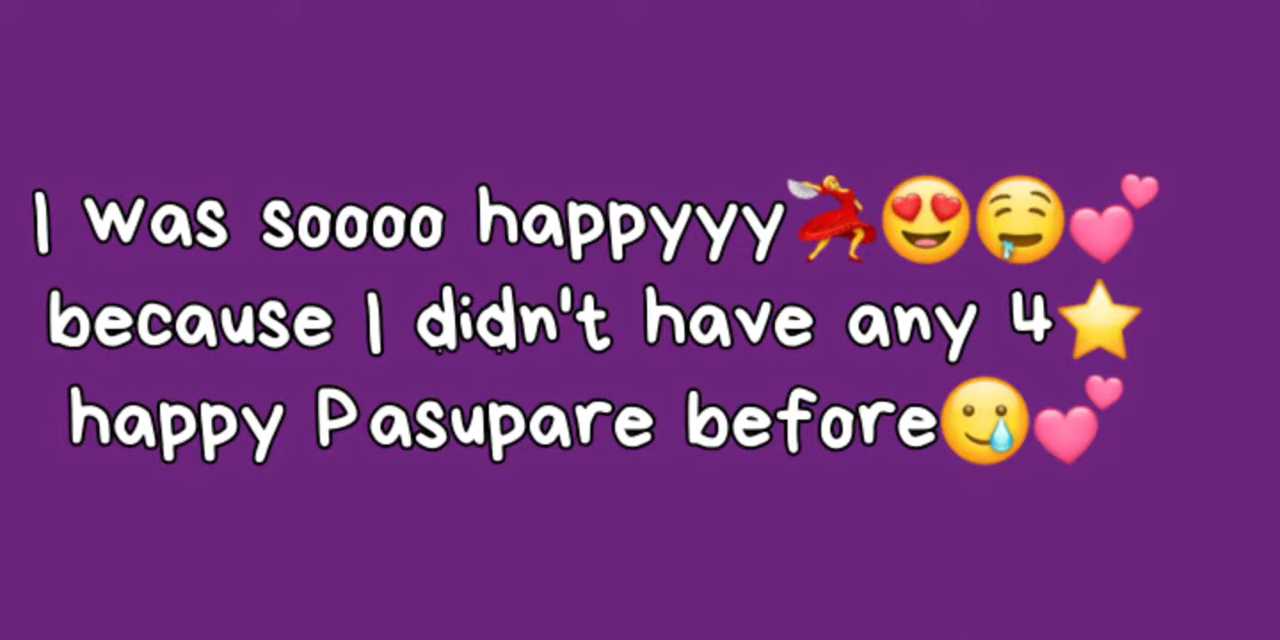 I was soooo happyyy💃😍🤤💕
because I didn't have any 4⭐
happy Pasupare before🥲💕